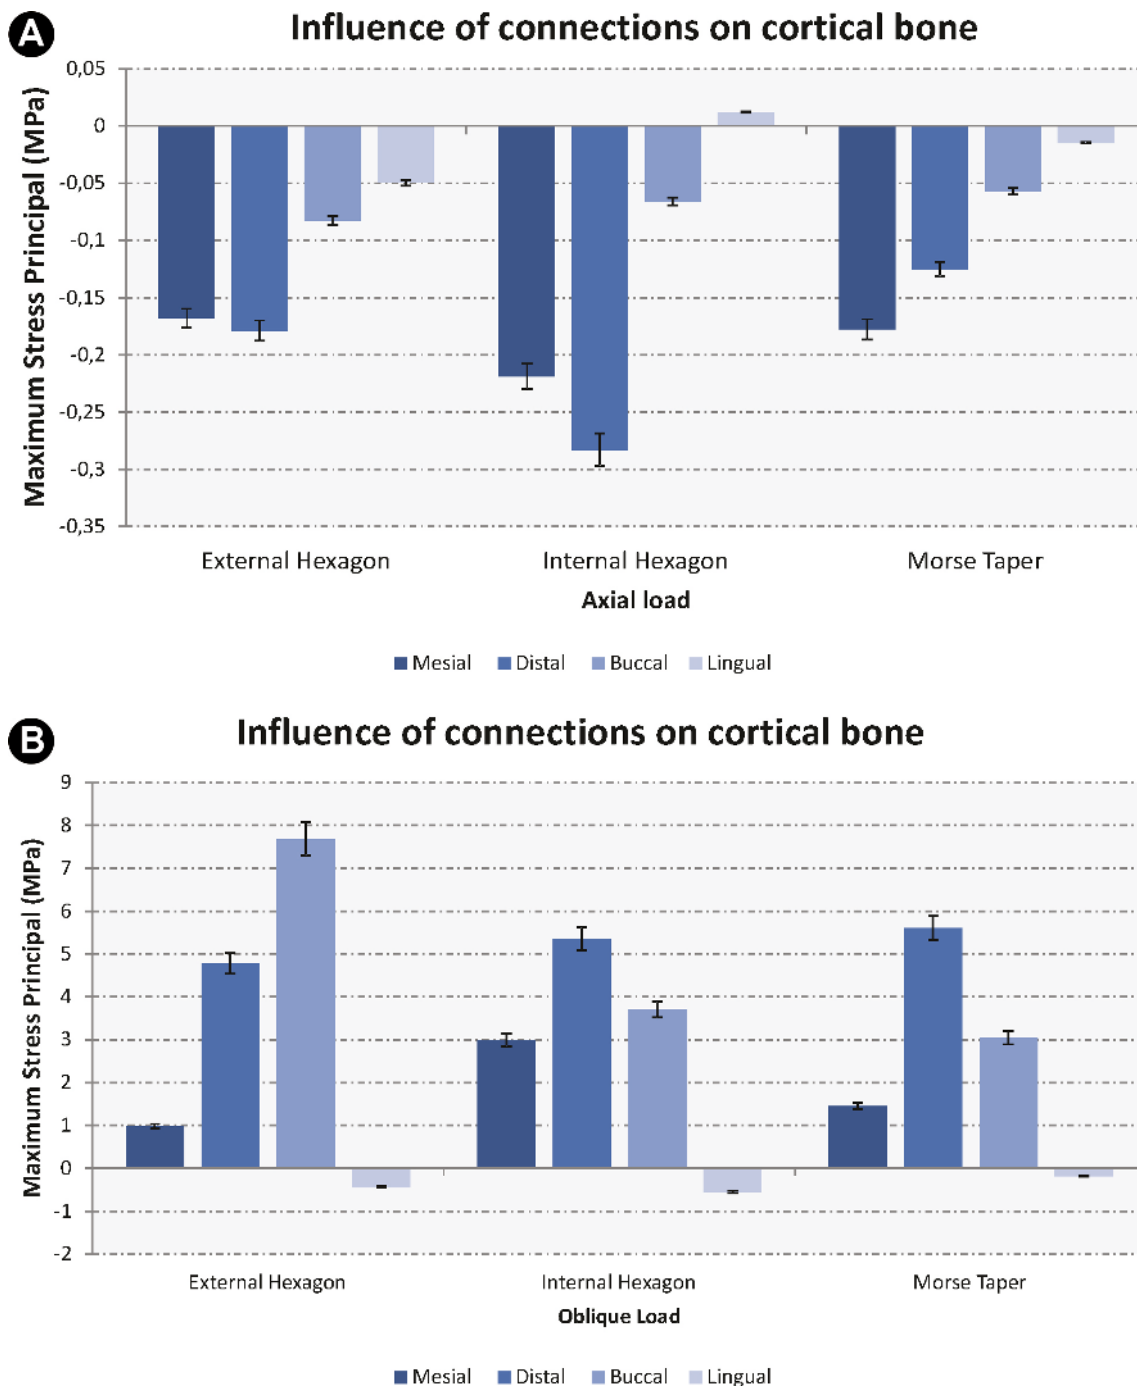 A
Influence of connections on cortical bone
Maximum Stress Principal (MPa)
0,05
0
-0,05
-0,1
-0,15
-0,2
-0,25
-0,3
-0,35
External Hexagon Internal Hexagon Morse Taper
Axial load
Mesial Distal Buccal Lingual
B
Influence of connections on cortical bone
Maximum Stress Principal (MPa)
9
8
7
6
5
4
3
2
1
0
-1
-2
External Hexagon Internal Hexagon Morse Taper
Oblique Load
Mesial Distal Buccal Lingual